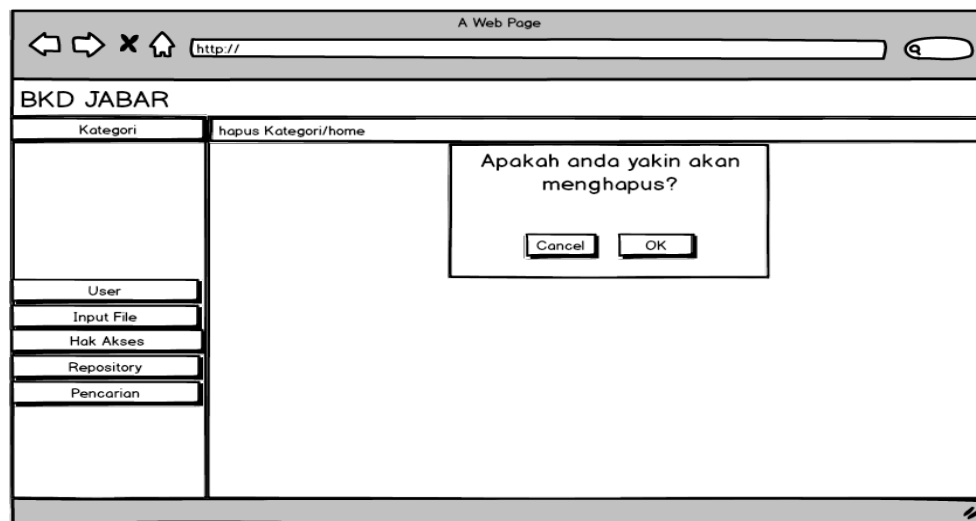 A Web Page
http://
BKD JABAR
Kategori
hapus Kategori/home
Apakah anda yakin akan
menghapus?
Cancel
OK
User
Input File
Hak Akses
Repository
Pencarian